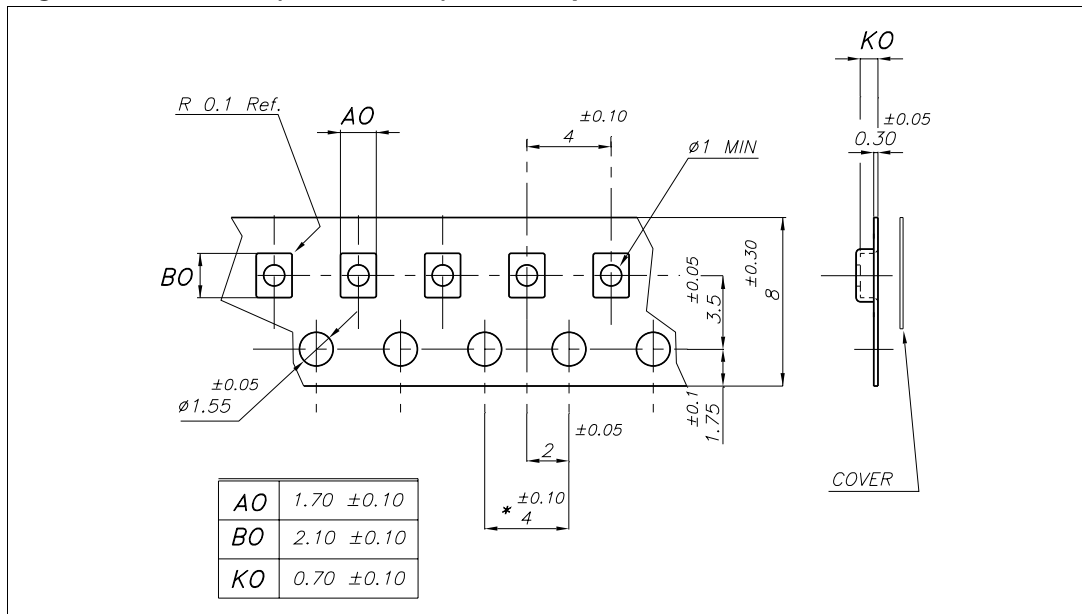 KO
R 0.1 Ref.
AO
±0.10
4
ø1 MIN
±0.05
0.30
BO
±0.05
3.5
±0.30
8
±0.05
ø1.55
±0.1
1.75
±0.05
2
±0.10
* 4
COVER
AO 1.70 ±0.10
BO 2.10 ±0.10
KO 0.70 ±0.10